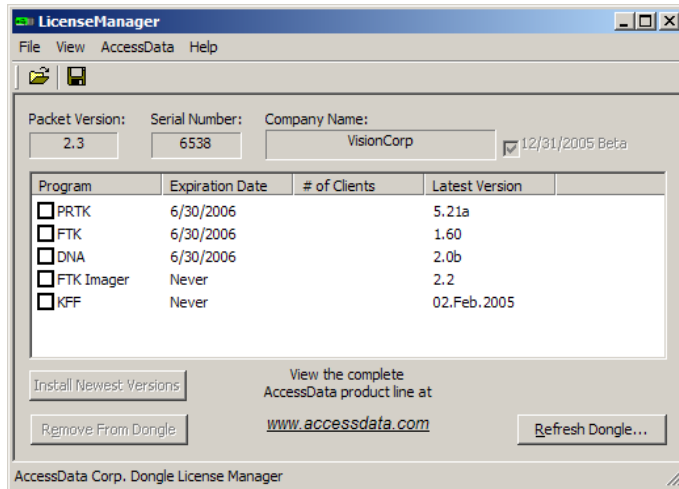 LicenseManager
File View AccessData Help
Packet Version: Serial Number: Company Name:
2.3 6538 VisionCorp 12/31/2005 Beta
Program Expiration Date # of Clients Latest Version
PRTK 6/30/2006 5.21a
FTK 6/30/2006 1.60
DNA 6/30/2006 2.0b
FTK Imager Never 2.2
KFF Never 02.Feb.2005
Install Newest Versions
View the complete
AccessData product line at
Remove From Dongle www.accessdata.com Refresh Dongle...
AccessData Corp. Dongle License Manager